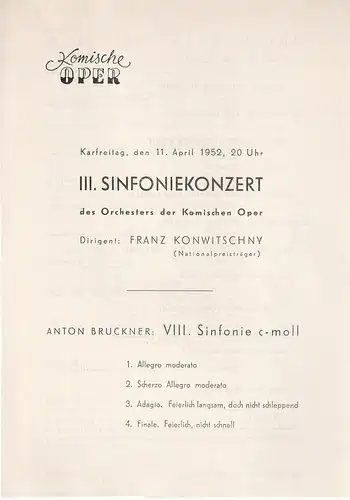 Komische
OPER
Karfreitag, den 11. April 1952, 20 Uhr
III. SINFONIEKONZERT
des Orchesters der Komischen Oper
Dirigent: FRANZ KONWITSCHNY
(Nationalpreisträger)
ANTON BRUCKNER: VIII. Sinfonie c-moll
1. Allegro moderato
2. Scherzo Allegro moderato
3. Adagio. Feierlich langsam, doch nicht schleppend
4. Finale. Feierlich, nicht schnell